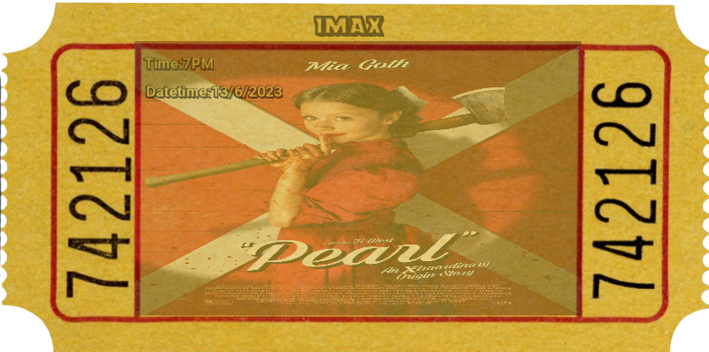 IMAX
Time:7PM
Datetime:13/6/2023
Mia Goth
742126
742126
"Pearl"
An Xtraordinary
Origin Story